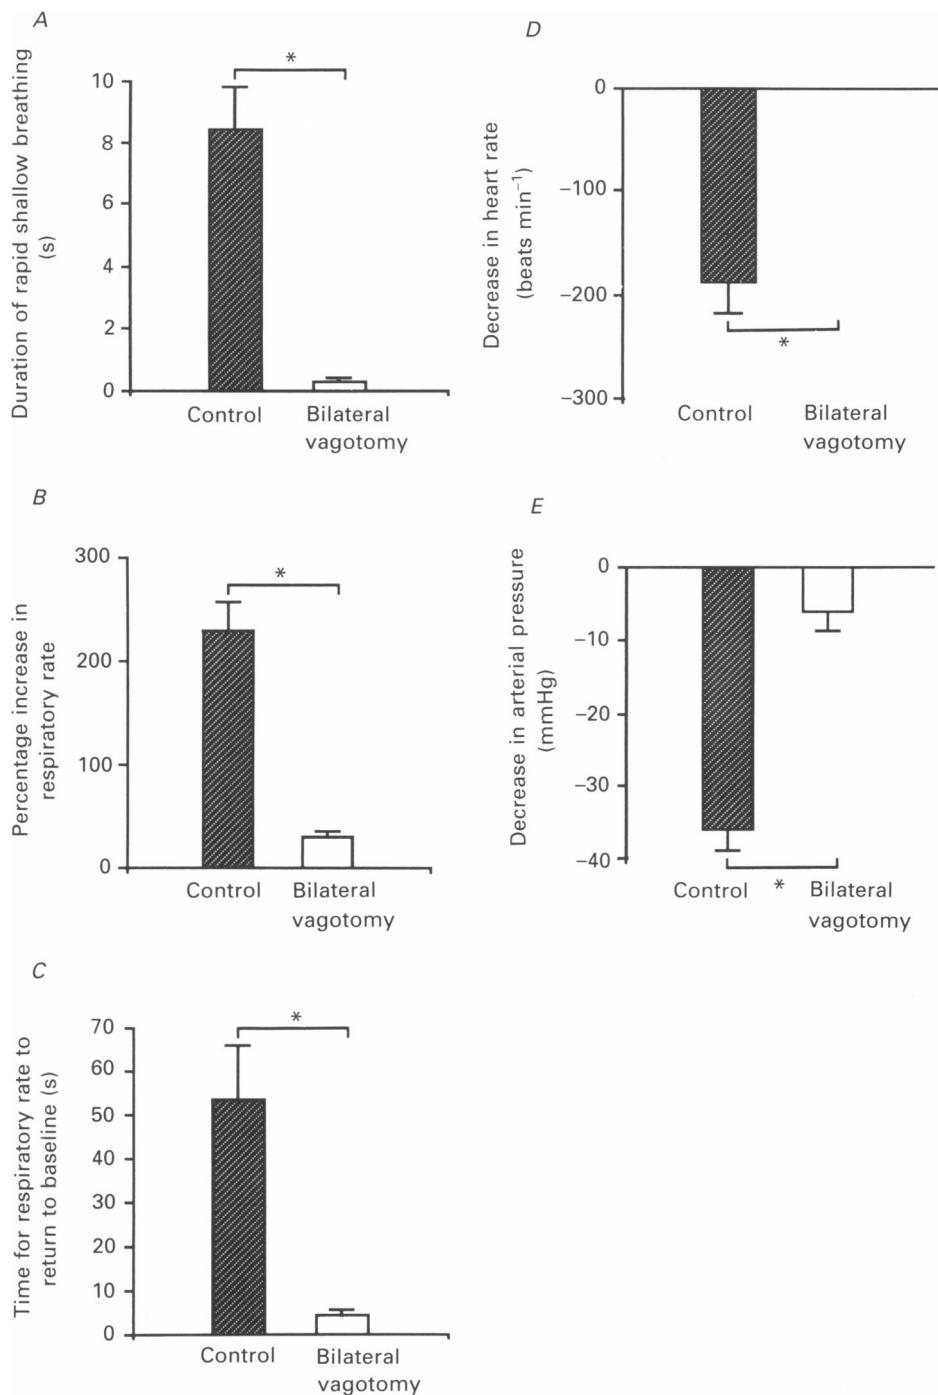 A
Duration of rapid shallow breathing
(s)
10
8
6
4
2
0
*
Control
Bilateral
vagotomy
B
Percentage increase in
respiratory rate
300
200
100
0
*
Control
Bilateral
vagotomy
C
Time for respiratory rate to
return to baseline (s)
70
60
50
40
30
20
10
0
*
Control
Bilateral
vagotomy
D
Decrease in heart rate
(beats min⁻¹)
0
−100
−200
−300
*
Control
Bilateral
vagotomy
E
Decrease in arterial pressure
(mmHg)
0
−10
−20
−30
−40
*
Control
Bilateral
vagotomy